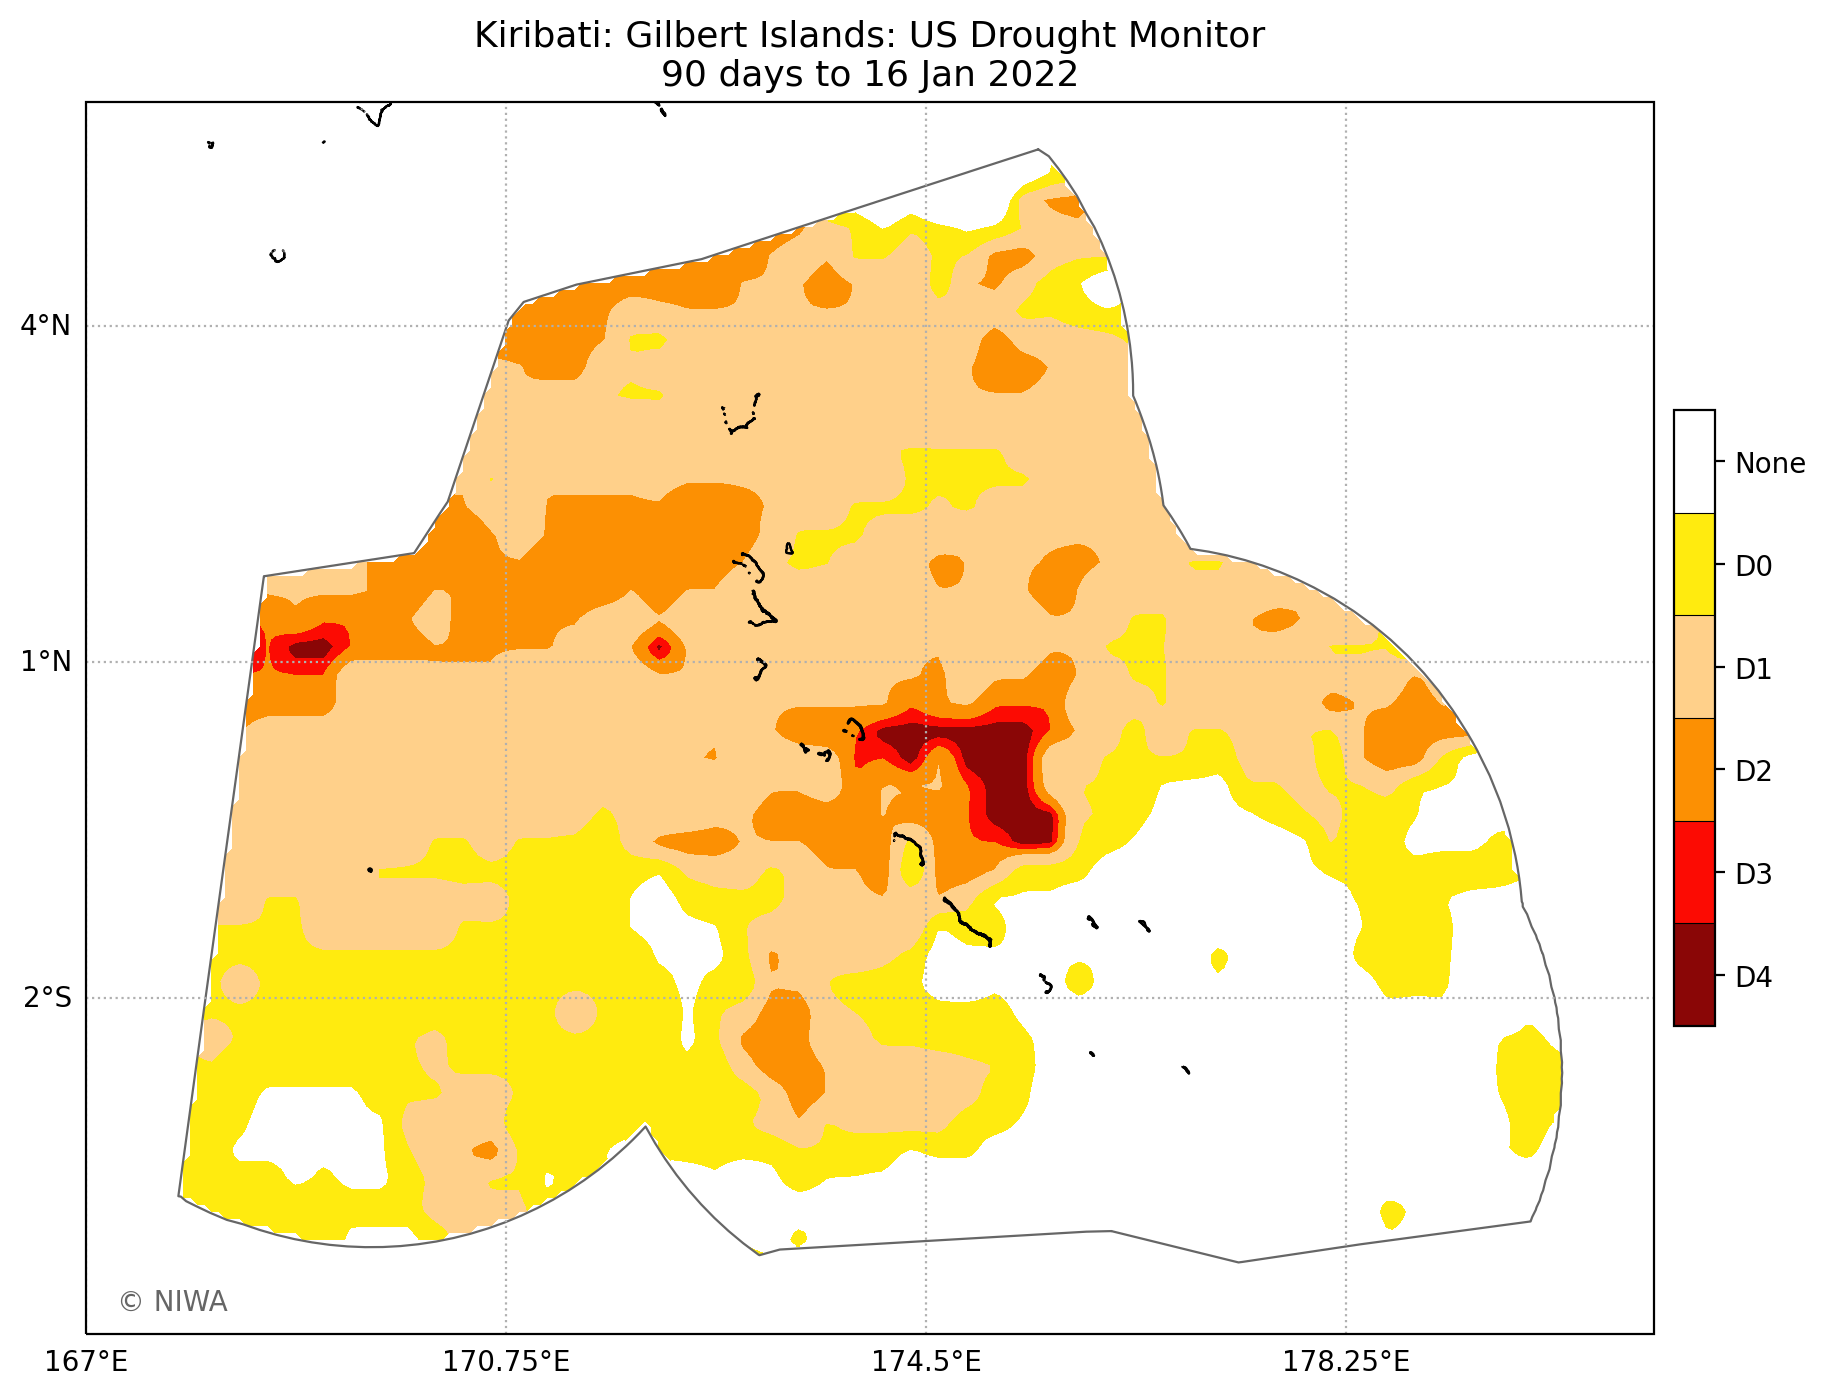 Kiribati: Gilbert Islands: US Drought Monitor
90 days to 16 Jan 2022
4°N
1°N
2°S
None
D0
D1
D2
D3
D4
© NIWA
167°E
170.75°E
174.5°E
178.25°E